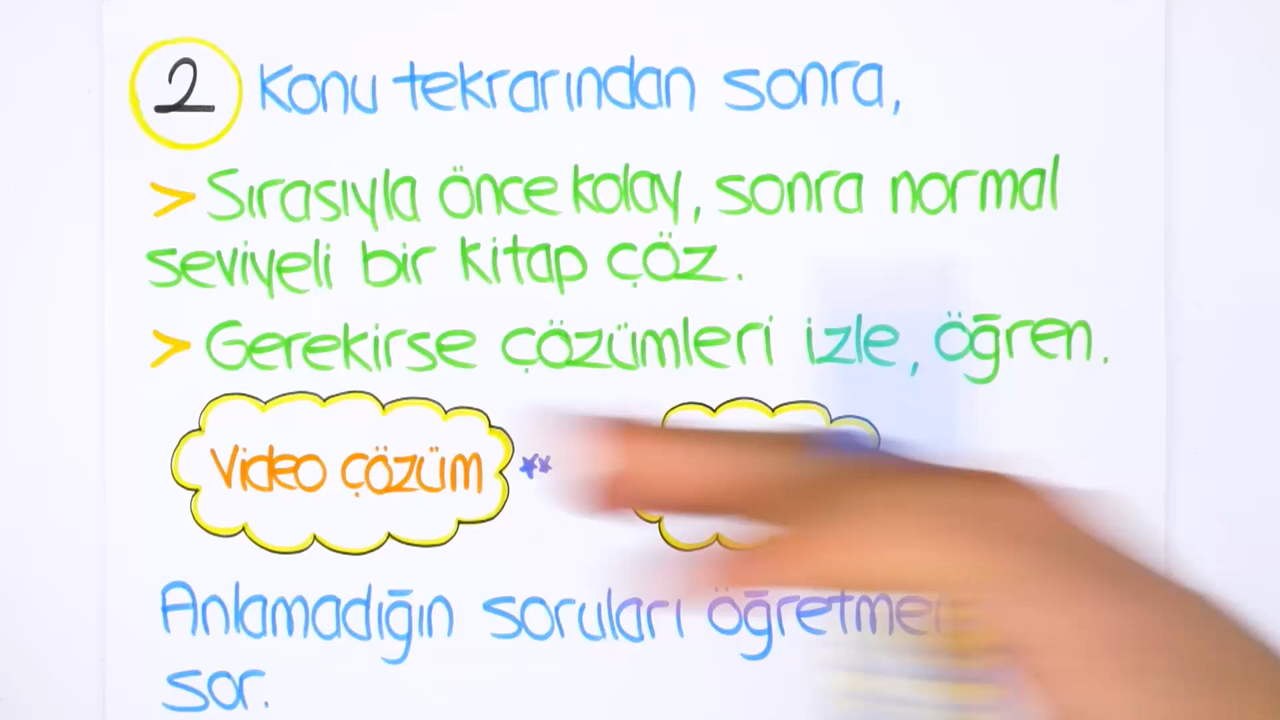 2 Konu tekrarından sonra,
> Sırasıyla önce kolay, sonra normal
seviyeli bir kitap çöz.
> Gerekirse çözümleri izle, öğren.
Video çözüm **
Anlamadığın soruları
sor.